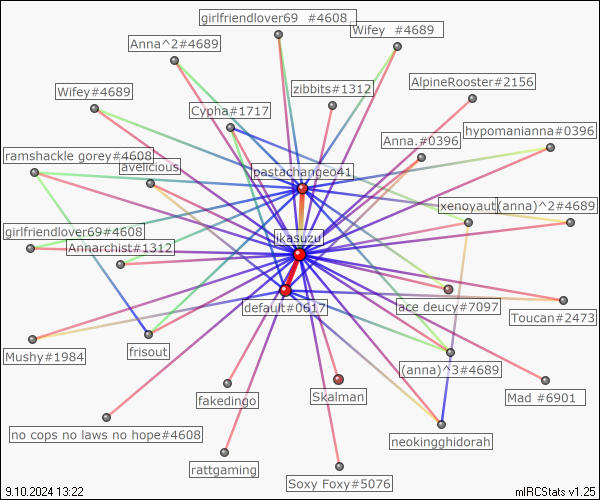 girlfriendlover69 #4608
Wifey #4689
Anna^2#4689
zibbits#1312
AlpineRooster#2156
Wifey#4689
Cypha#1717
hypomanianna#0396
Anna.#0396
ramshackle gorey#4608
avelicious
pastachangeo41
xenoyaut
(anna)^2#4689
girlfriendlover69#4608
Annarchist#1312
ikasuzu
default#0617
ace deucy#7097
Toucan#2473
Mushy#1984
frisout
(anna)^3#4689
fakedingo
Skalman
Mad #6901
no cops no laws no hope#4608
neokingghidorah
rattgaming
Soxy Foxy#5076
9.10.2024 13:22
mIRCStats v1.25